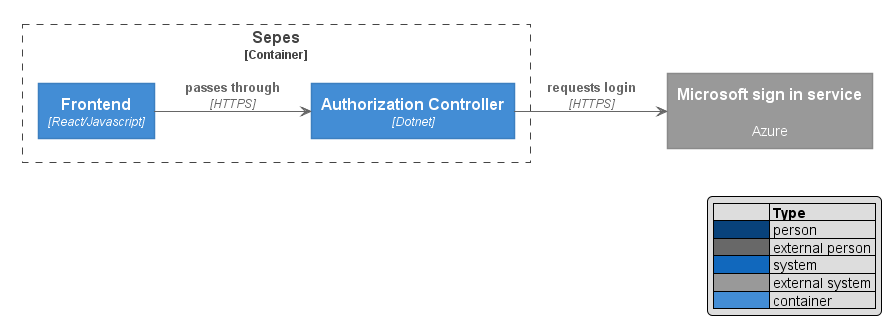 Sepes
[Container]
Frontend
[React/Javascript]
passes through
[HTTPS]
Authorization Controller
[Dotnet]
requests login
[HTTPS]
Microsoft sign in service
Azure
Type
person
external person
system
external system
container